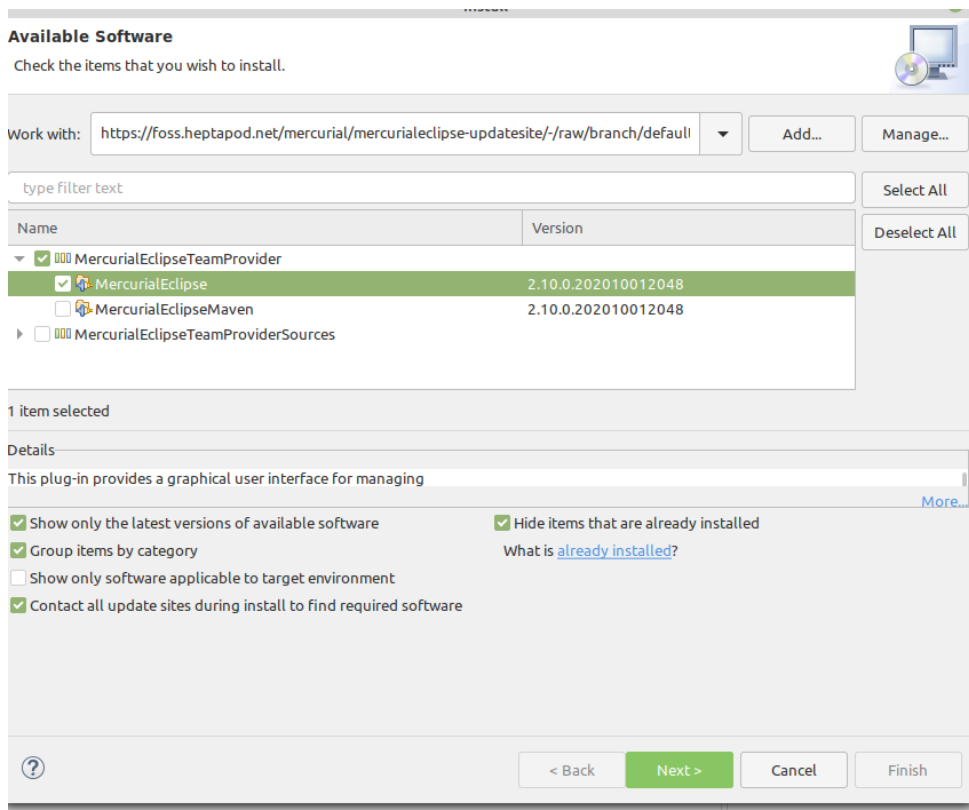 Install
Available Software
Check the items that you wish to install.
Work with: https://foss.heptapod.net/mercurial/mercurialeclipse-updatesite/-/raw/branch/default Add... Manage...
type filter text Select All
Name Version Deselect All
MercurialEclipseTeamProvider
MercurialEclipse 2.10.0.202010012048
MercurialEclipseMaven 2.10.0.202010012048
MercurialEclipseTeamProviderSources
1 item selected
Details
This plug-in provides a graphical user interface for managing
More...
Show only the latest versions of available software Hide items that are already installed
Group items by category What is already installed?
Show only software applicable to target environment
Contact all update sites during install to find required software
? < Back Next > Cancel Finish